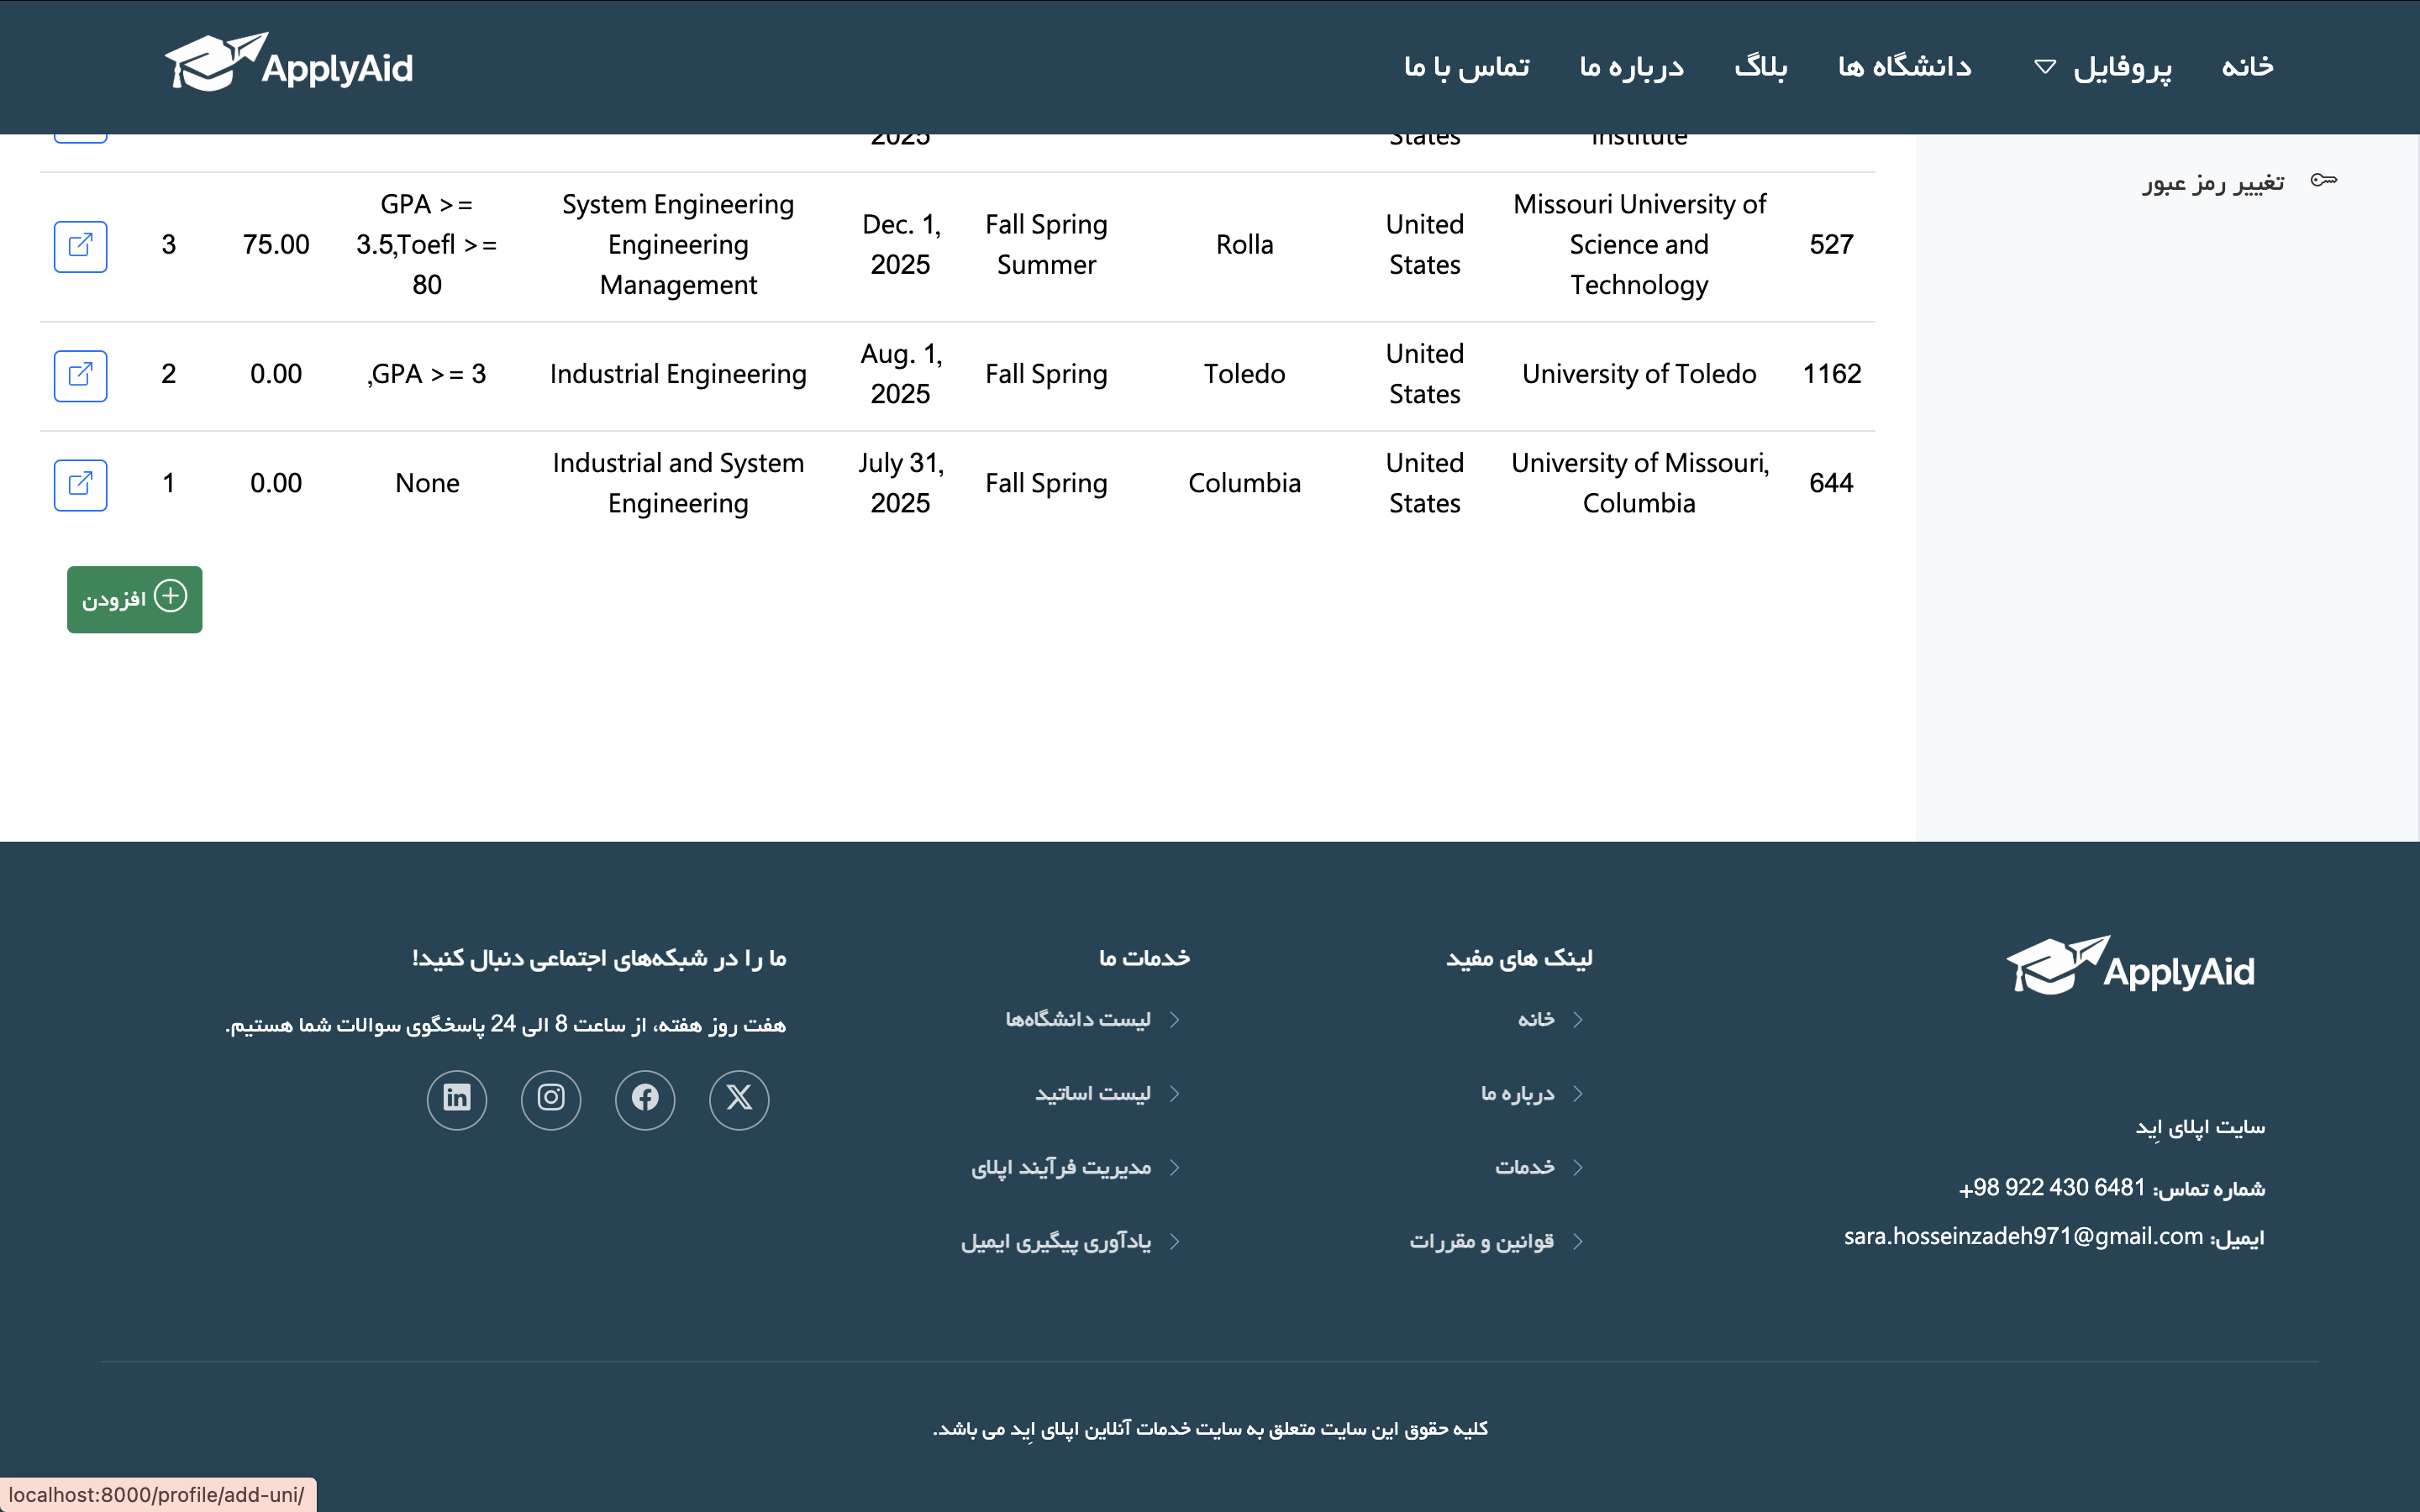 ApplyAid
خانه
پروفایل
دانشگاه ها
بلاگ
درباره ما
تماس با ما
تغییر رمز عبور
2025
States
Institute
527
Missouri University of
Science and
Technology
United
States
Rolla
Fall Spring
Summer
Dec. 1,
2025
System Engineering
Engineering
Management
GPA >=
3.5,Toefl >=
80
75.00
3
1162
University of Toledo
United
States
Toledo
Fall Spring
Aug. 1,
2025
Industrial Engineering
,GPA >= 3
0.00
2
644
University of Missouri,
Columbia
United
States
Columbia
Fall Spring
July 31,
2025
Industrial and System
Engineering
None
0.00
1
افزودن
ApplyAid
سایت اپلای اِید
شماره تماس: 6481 430 922 98+
ایمیل: sara.hosseinzadeh971@gmail.com
لینک های مفید
خانه
درباره ما
خدمات
قوانین و مقررات
خدمات ما
لیست دانشگاه‌ها
لیست اساتید
مدیریت فرآیند اپلای
یادآوری پیگیری ایمیل
ما را در شبکه‌های اجتماعی دنبال کنید!
هفت روز هفته، از ساعت 8 الی 24 پاسخگوی سوالات شما هستیم.
کلیه حقوق این سایت متعلق به سایت خدمات آنلاین اپلای اِید می باشد.
localhost:8000/profile/add-uni/